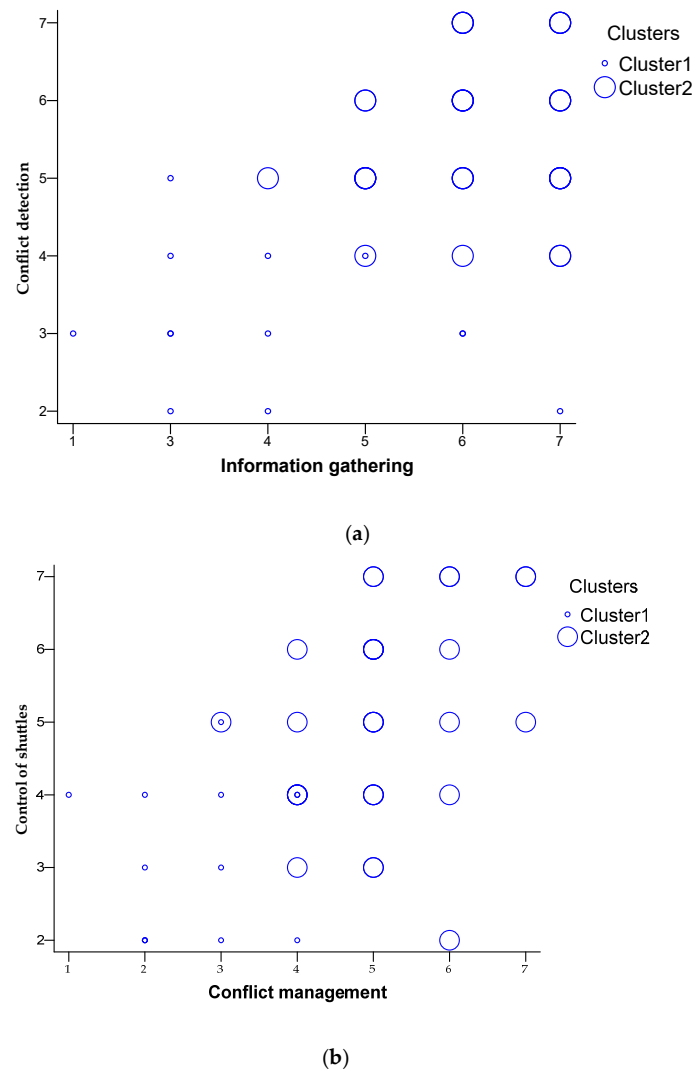 7
6
5
4
3
2
Conflict detection
1 3 4 5 6 7
Information gathering
Clusters
Cluster1
Cluster2
(a)
7
6
5
4
3
2
Control of shuttles
1 2 3 4 5 6 7
Conflict management
Clusters
Cluster1
Cluster2
(b)